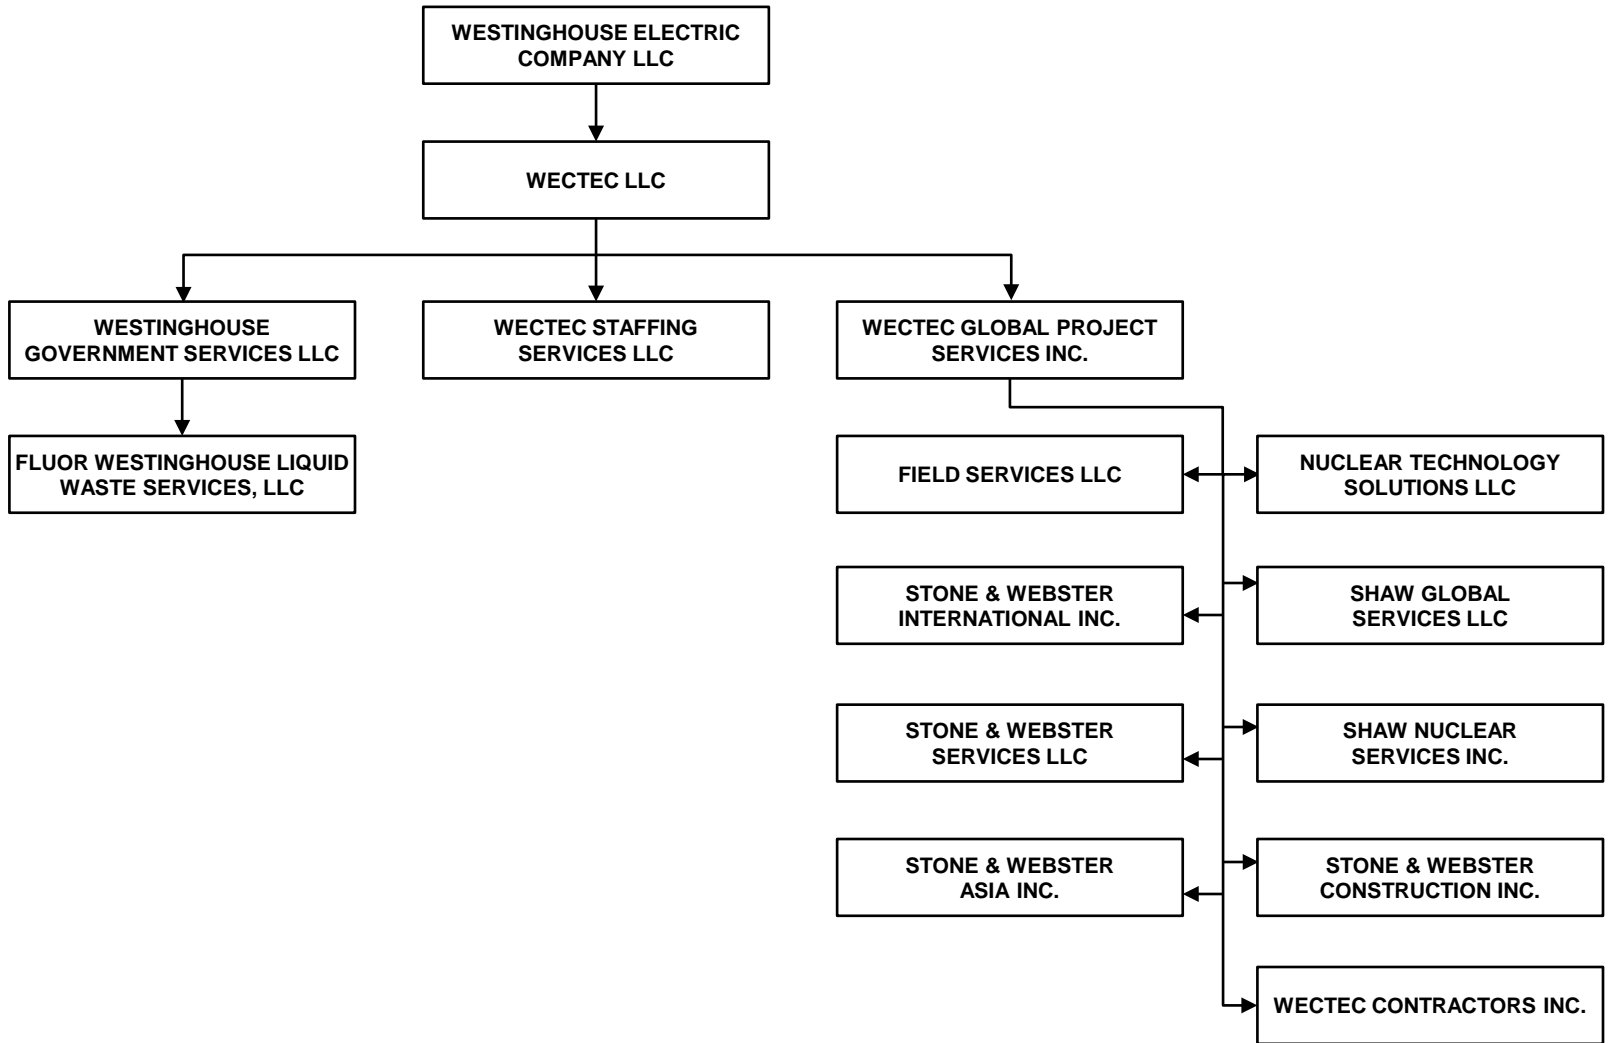 WESTINGHOUSE ELECTRIC
COMPANY LLC
WECTEC LLC
WESTINGHOUSE
GOVERNMENT SERVICES LLC
WECTEC STAFFING
SERVICES LLC
WECTEC GLOBAL PROJECT
SERVICES INC.
FLUOR WESTINGHOUSE LIQUID
WASTE SERVICES, LLC
FIELD SERVICES LLC
NUCLEAR TECHNOLOGY
SOLUTIONS LLC
STONE & WEBSTER
INTERNATIONAL INC.
SHAW GLOBAL
SERVICES LLC
STONE & WEBSTER
SERVICES LLC
SHAW NUCLEAR
SERVICES INC.
STONE & WEBSTER
ASIA INC.
STONE & WEBSTER
CONSTRUCTION INC.
WECTEC CONTRACTORS INC.